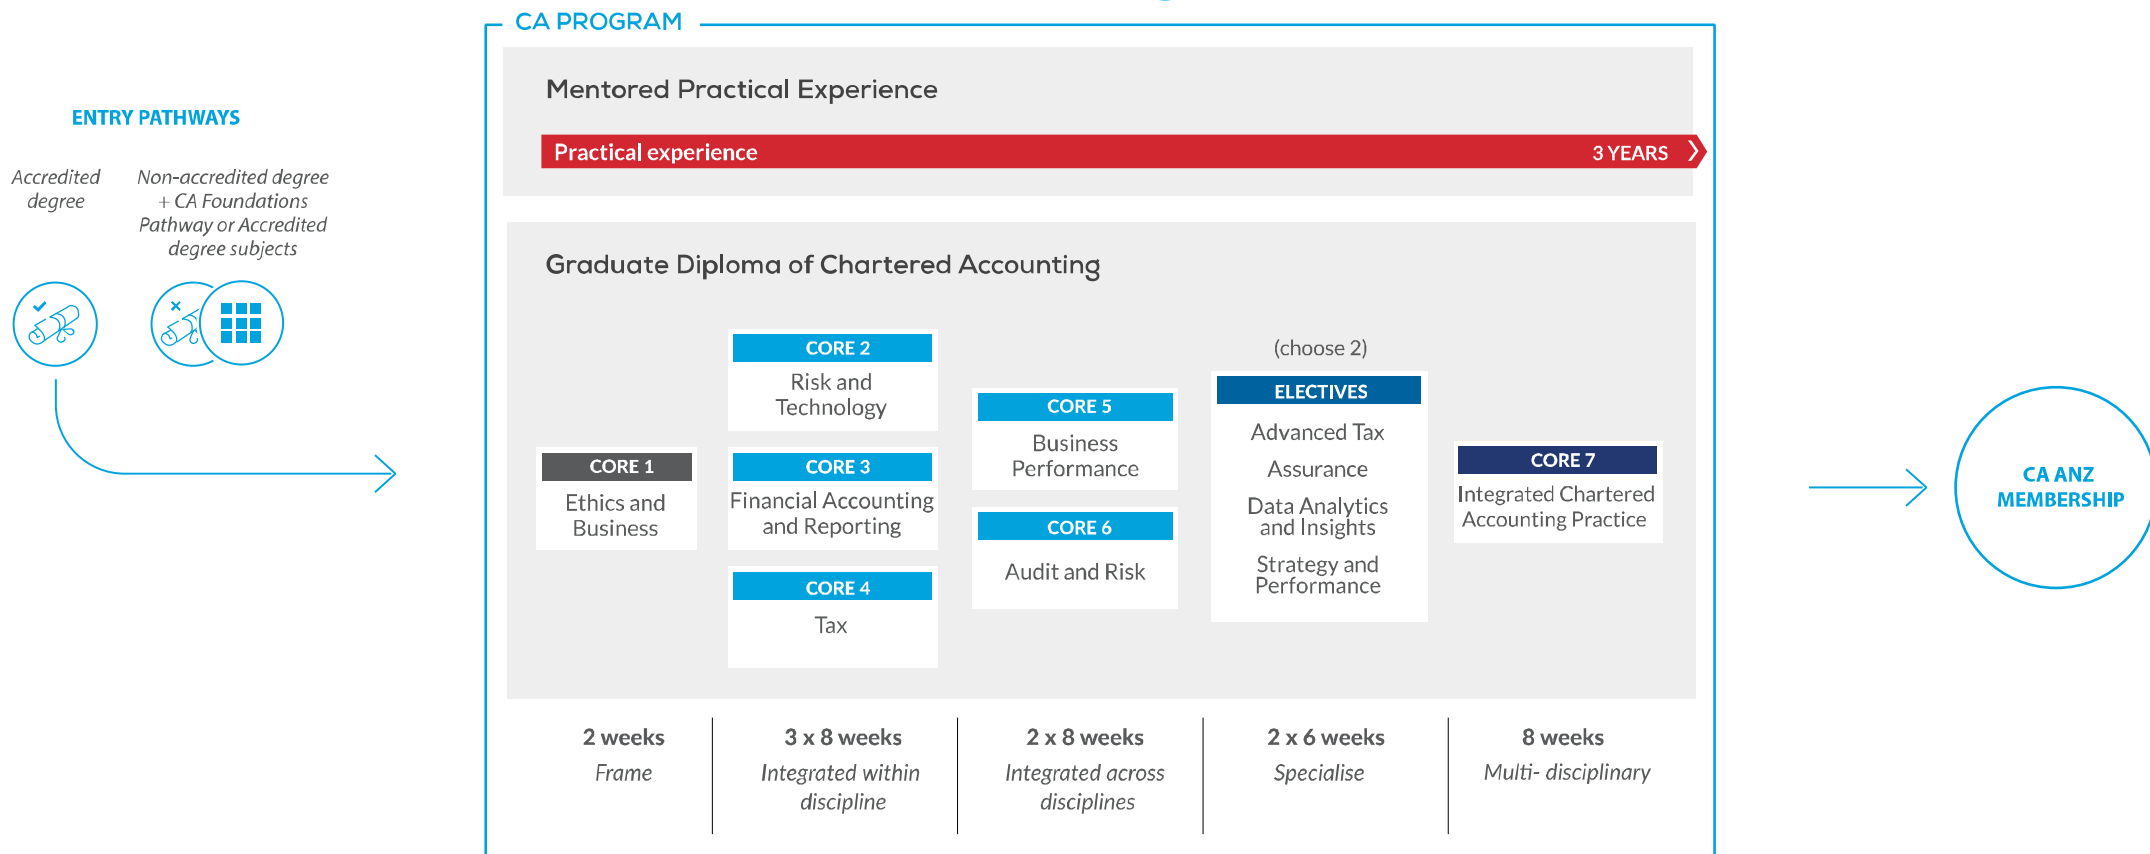 CA PROGRAM
Mentored Practical Experience
Practical experience
3 YEARS
ENTRY PATHWAYS
Accredited
degree
Non-accredited degree
+ CA Foundations
Pathway or Accredited
degree subjects
Graduate Diploma of Chartered Accounting
CORE 1
Ethics and
Business
CORE 2
Risk and
Technology
CORE 3
Financial Accounting
and Reporting
CORE 4
Tax
CORE 5
Business
Performance
CORE 6
Audit and Risk
(choose 2)
ELECTIVES
Advanced Tax
Assurance
Data Analytics
and Insights
Strategy and
Performance
CORE 7
Integrated Chartered
Accounting Practice
2 weeks
Frame
3 x 8 weeks
Integrated within
discipline
2 x 8 weeks
Integrated across
disciplines
2 x 6 weeks
Specialise
8 weeks
Multi- disciplinary
CA ANZ
MEMBERSHIP